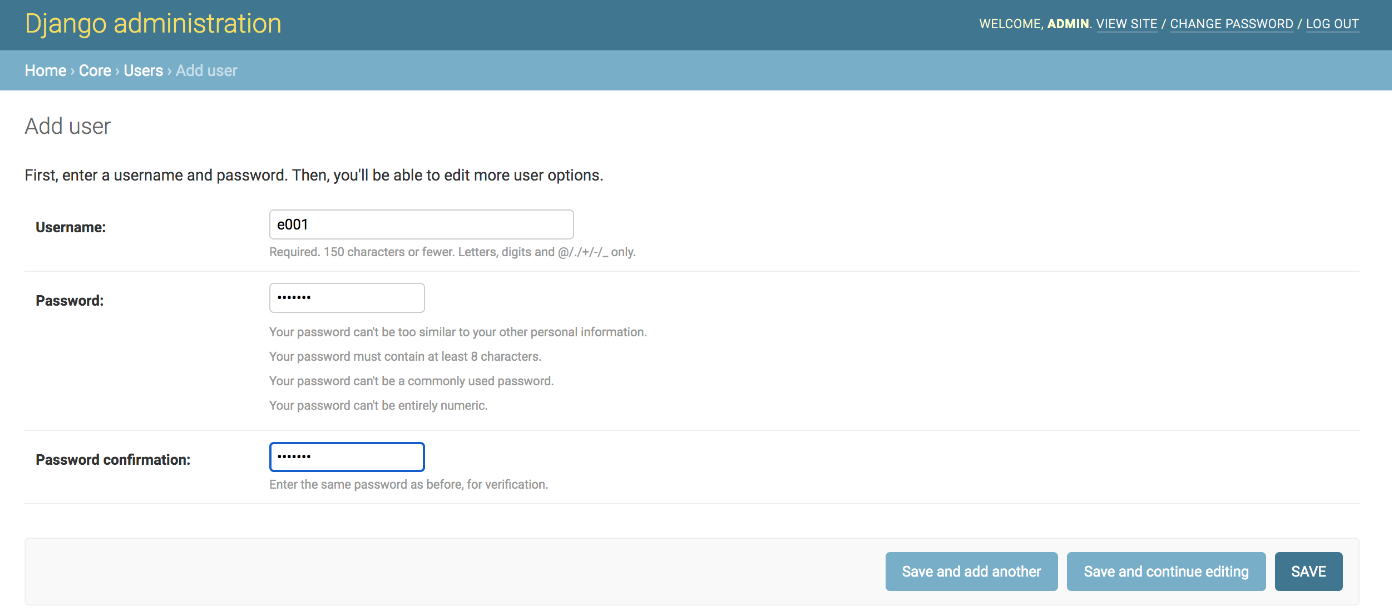 Django administration
WELCOME, ADMIN. VIEW SITE / CHANGE PASSWORD / LOG OUT
Home › Core › Users › Add user
Add user
First, enter a username and password. Then, you'll be able to edit more user options.
Username: e001
Required. 150 characters or fewer. Letters, digits and @/./+/-/_ only.
Password: •••••••
Your password can't be too similar to your other personal information.
Your password must contain at least 8 characters.
Your password can't be a commonly used password.
Your password can't be entirely numeric.
Password confirmation: •••••••
Enter the same password as before, for verification.
Save and add another Save and continue editing SAVE